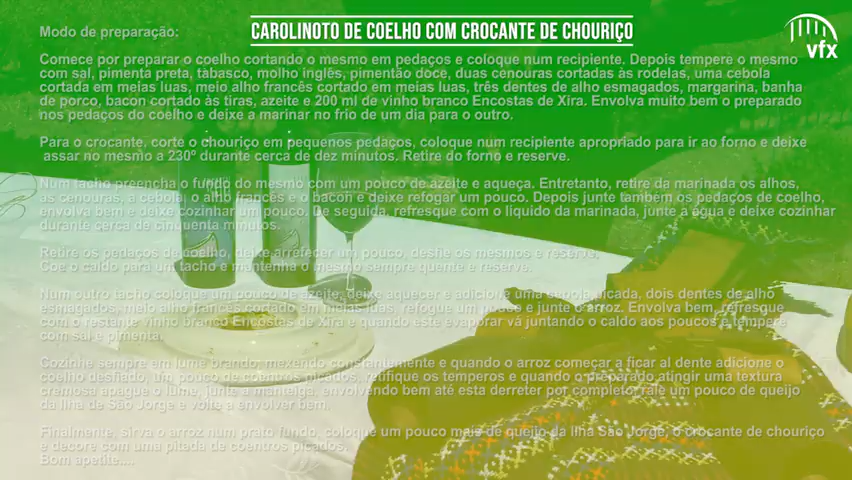 CAROLINOTO DE COELHO COM CROCANTE DE CHOURIÇO
vfx
Modo de preparação:
Comece por preparar o coelho cortando o mesmo em pedaços e coloque num recipiente. Depois tempere o mesmo
com sal, pimenta preta, tabasco, molho inglês, pimentão doce, duas cenouras cortadas às rodelas, uma cebola
cortada em meias luas, meio alho francês cortado em meias luas, três dentes de alho esmagados, margarina, banha
de porco, bacon cortado às tiras, azeite e 200 ml de vinho branco Encostas de Xira. Envolva muito bem o preparado
nos pedaços do coelho e deixe a marinar no frio de um dia para o outro.
Para o crocante, corte o chouriço em pequenos pedaços, coloque num recipiente apropriado para ir ao forno e deixe
assar no mesmo a 230º durante cerca de dez minutos. Retire do forno e reserve.
Num tacho preencha o fundo do mesmo com um pouco de azeite e aqueça. Entretanto, retire da marinada os alhos,
as cenouras, a cebola, o alho francês e o bacon e deixe refogar um pouco. Depois junte também os pedaços de coelho,
envolva bem e deixe cozinhar um pouco. De seguida, refresque com o líquido da marinada, junte a água e deixe cozinhar
durante cerca de cinquenta minutos.
Retire os pedaços de coelho, deixe arrefecer um pouco, desfie os mesmos e reserve.
Coe o caldo para um tacho e mantenha o mesmo sempre quente e reserve.
Num outro tacho coloque um pouco de azeite, deixe aquecer e adicione uma cebola picada, dois dentes de alho
esmagados, meio alho francês cortado em meias luas, refogue um pouco e junte o arroz. Envolva bem, refresque
com o restante vinho branco Encostas de Xira e quando este evaporar vá juntando o caldo aos poucos e tempere
com sal e pimenta.
Cozinhe sempre em lume brando, mexendo constantemente e quando o arroz começar a ficar al dente adicione o
coelho desfiado, um pouco de coentros picados, retifique os temperos e quando o preparado atingir uma textura
cremosa apague o lume, junte a manteiga, envolvendo bem até esta derreter por completo, rale um pouco de queijo
da Ilha de São Jorge e volte a envolver bem.
Finalmente, sirva o arroz num prato fundo, coloque um pouco mais de queijo da Ilha São Jorge, o crocante de chouriço
e decore com uma pitada de coentros picados.
Bom apetite....